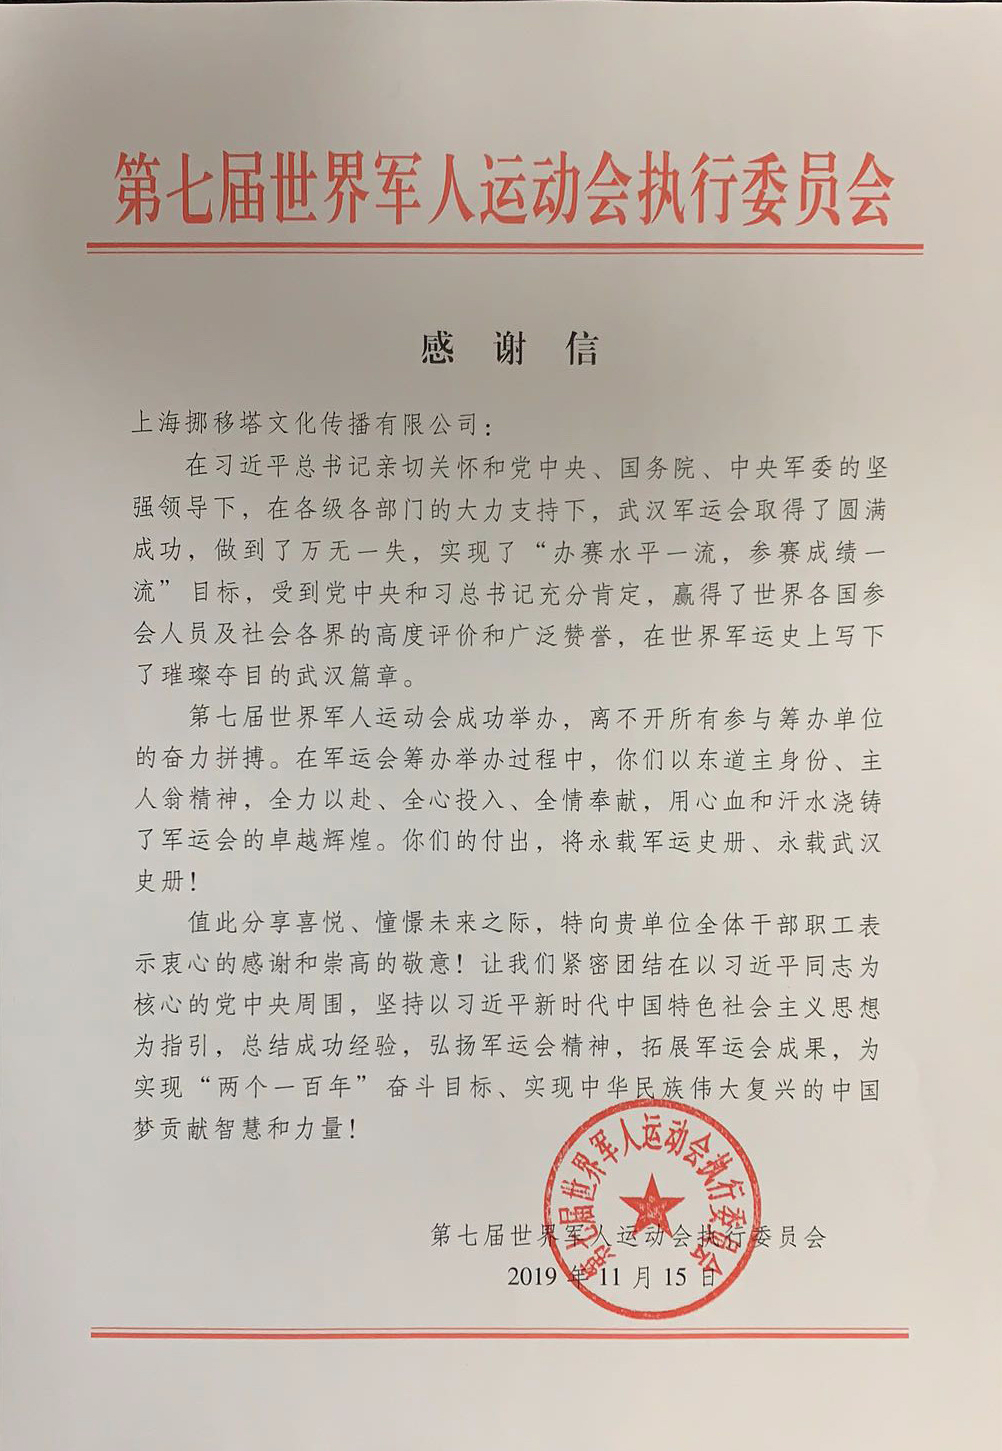 第七届世界军人运动会执行委员会
感谢信
上海挪移塔文化传播有限公司：
在习近平总书记亲切关怀和党中央、国务院、中央军委的坚
强领导下，在各级各部门的大力支持下，武汉军运会取得了圆满
成功，做到了万无一失，实现了“办赛水平一流，参赛成绩一
流”目标，受到党中央和习总书记充分肯定，赢得了世界各国参
会人员及社会各界的高度评价和广泛赞誉，在世界军运史上写下
了璀璨夺目的武汉篇章。
第七届世界军人运动会成功举办，离不开所有参与筹办单位
的奋力拼搏。在军运会筹办举办过程中，你们以东道主身份、主
人翁精神，全力以赴、全心投入、全情奉献，用心血和汗水浇铸
了军运会的卓越辉煌。你们的付出，将永载军运史册、永载武汉
史册！
值此分享喜悦、憧憬未来之际，特向贵单位全体干部职工表
示衷心的感谢和崇高的敬意！让我们紧密团结在以习近平同志为
核心的党中央周围，坚持以习近平新时代中国特色社会主义思想
为指引，总结成功经验，弘扬军运会精神，拓展军运会成果，为
实现“两个一百年”奋斗目标、实现中华民族伟大复兴的中国
梦贡献智慧和力量！
第七届世界军人运动会执行委员会
2019年11月15日
第七届世界军人运动会执行委员会